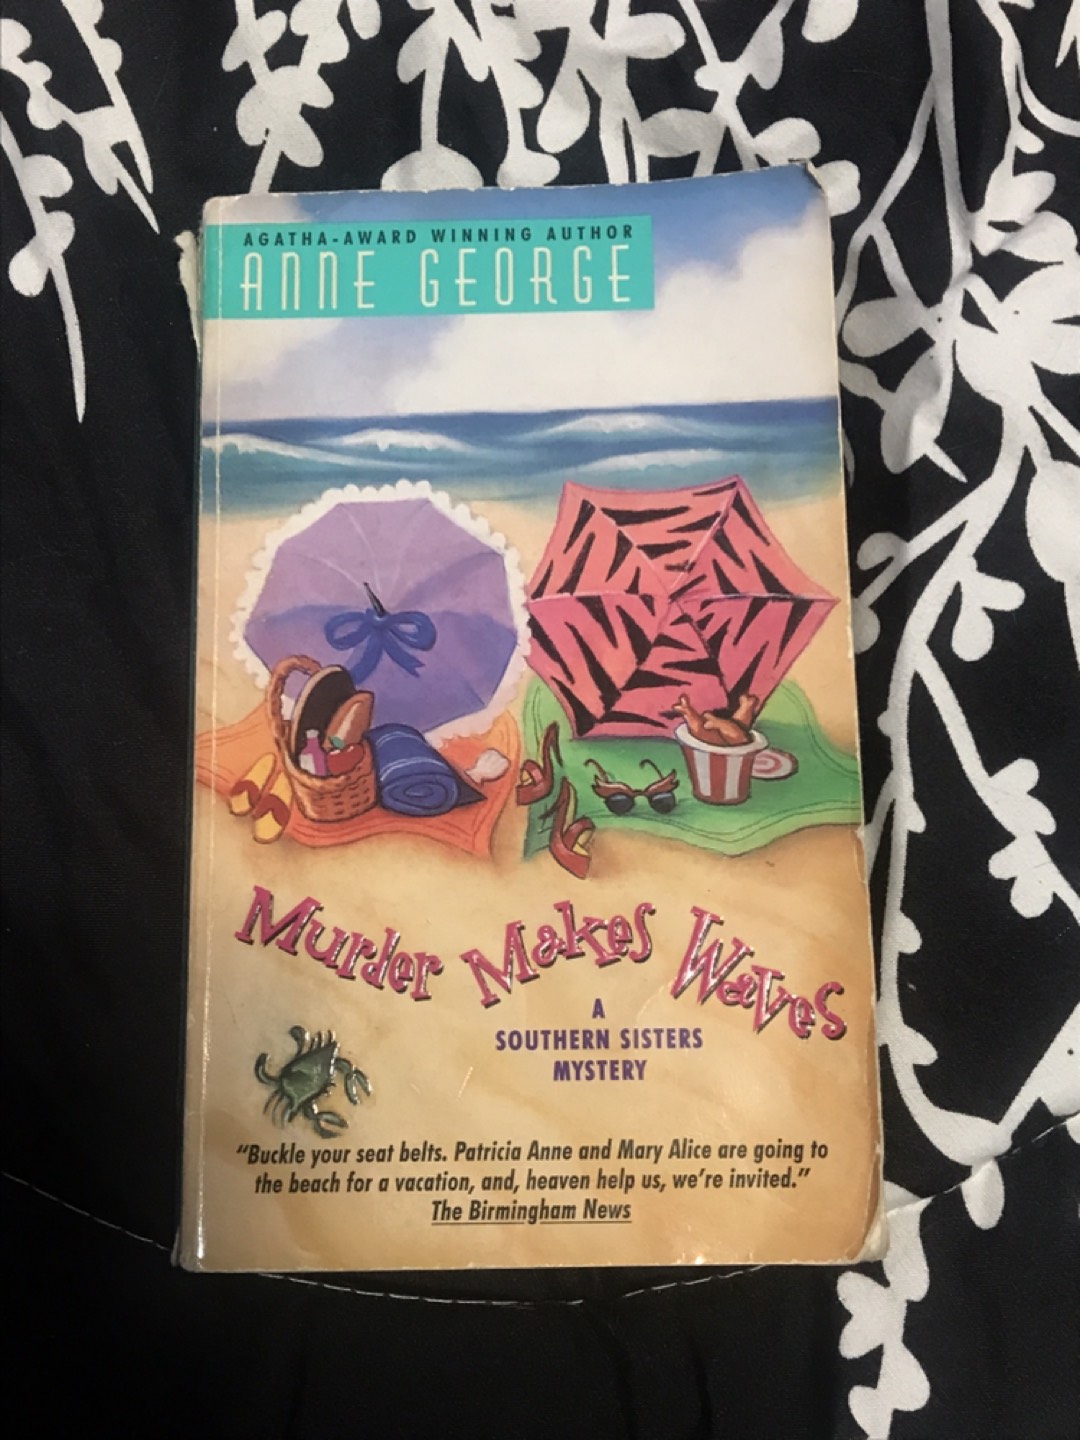 AGATHA-AWARD WINNING AUTHOR
ANNE GEORGE
Murder Makes Waves
A
SOUTHERN SISTERS
MYSTERY
"Buckle your seat belts. Patricia Anne and Mary Alice are going to
the beach for a vacation, and, heaven help us, we're invited."
The Birmingham News